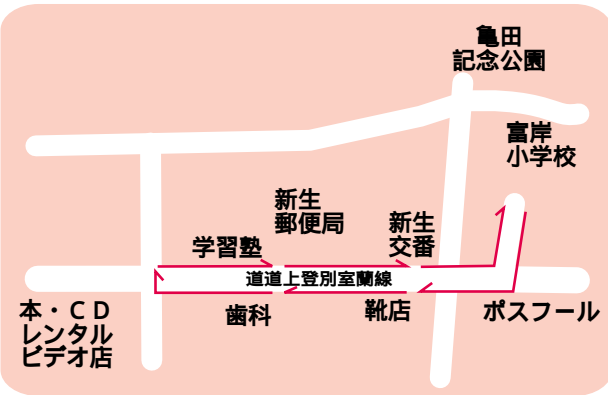 亀田
記念公園
富岸
小学校
新生
郵便局
新生
交番
学習塾
道道上登別室蘭線
本・ＣＤ
レンタル
ビデオ店
歯科
靴店
ポスフール